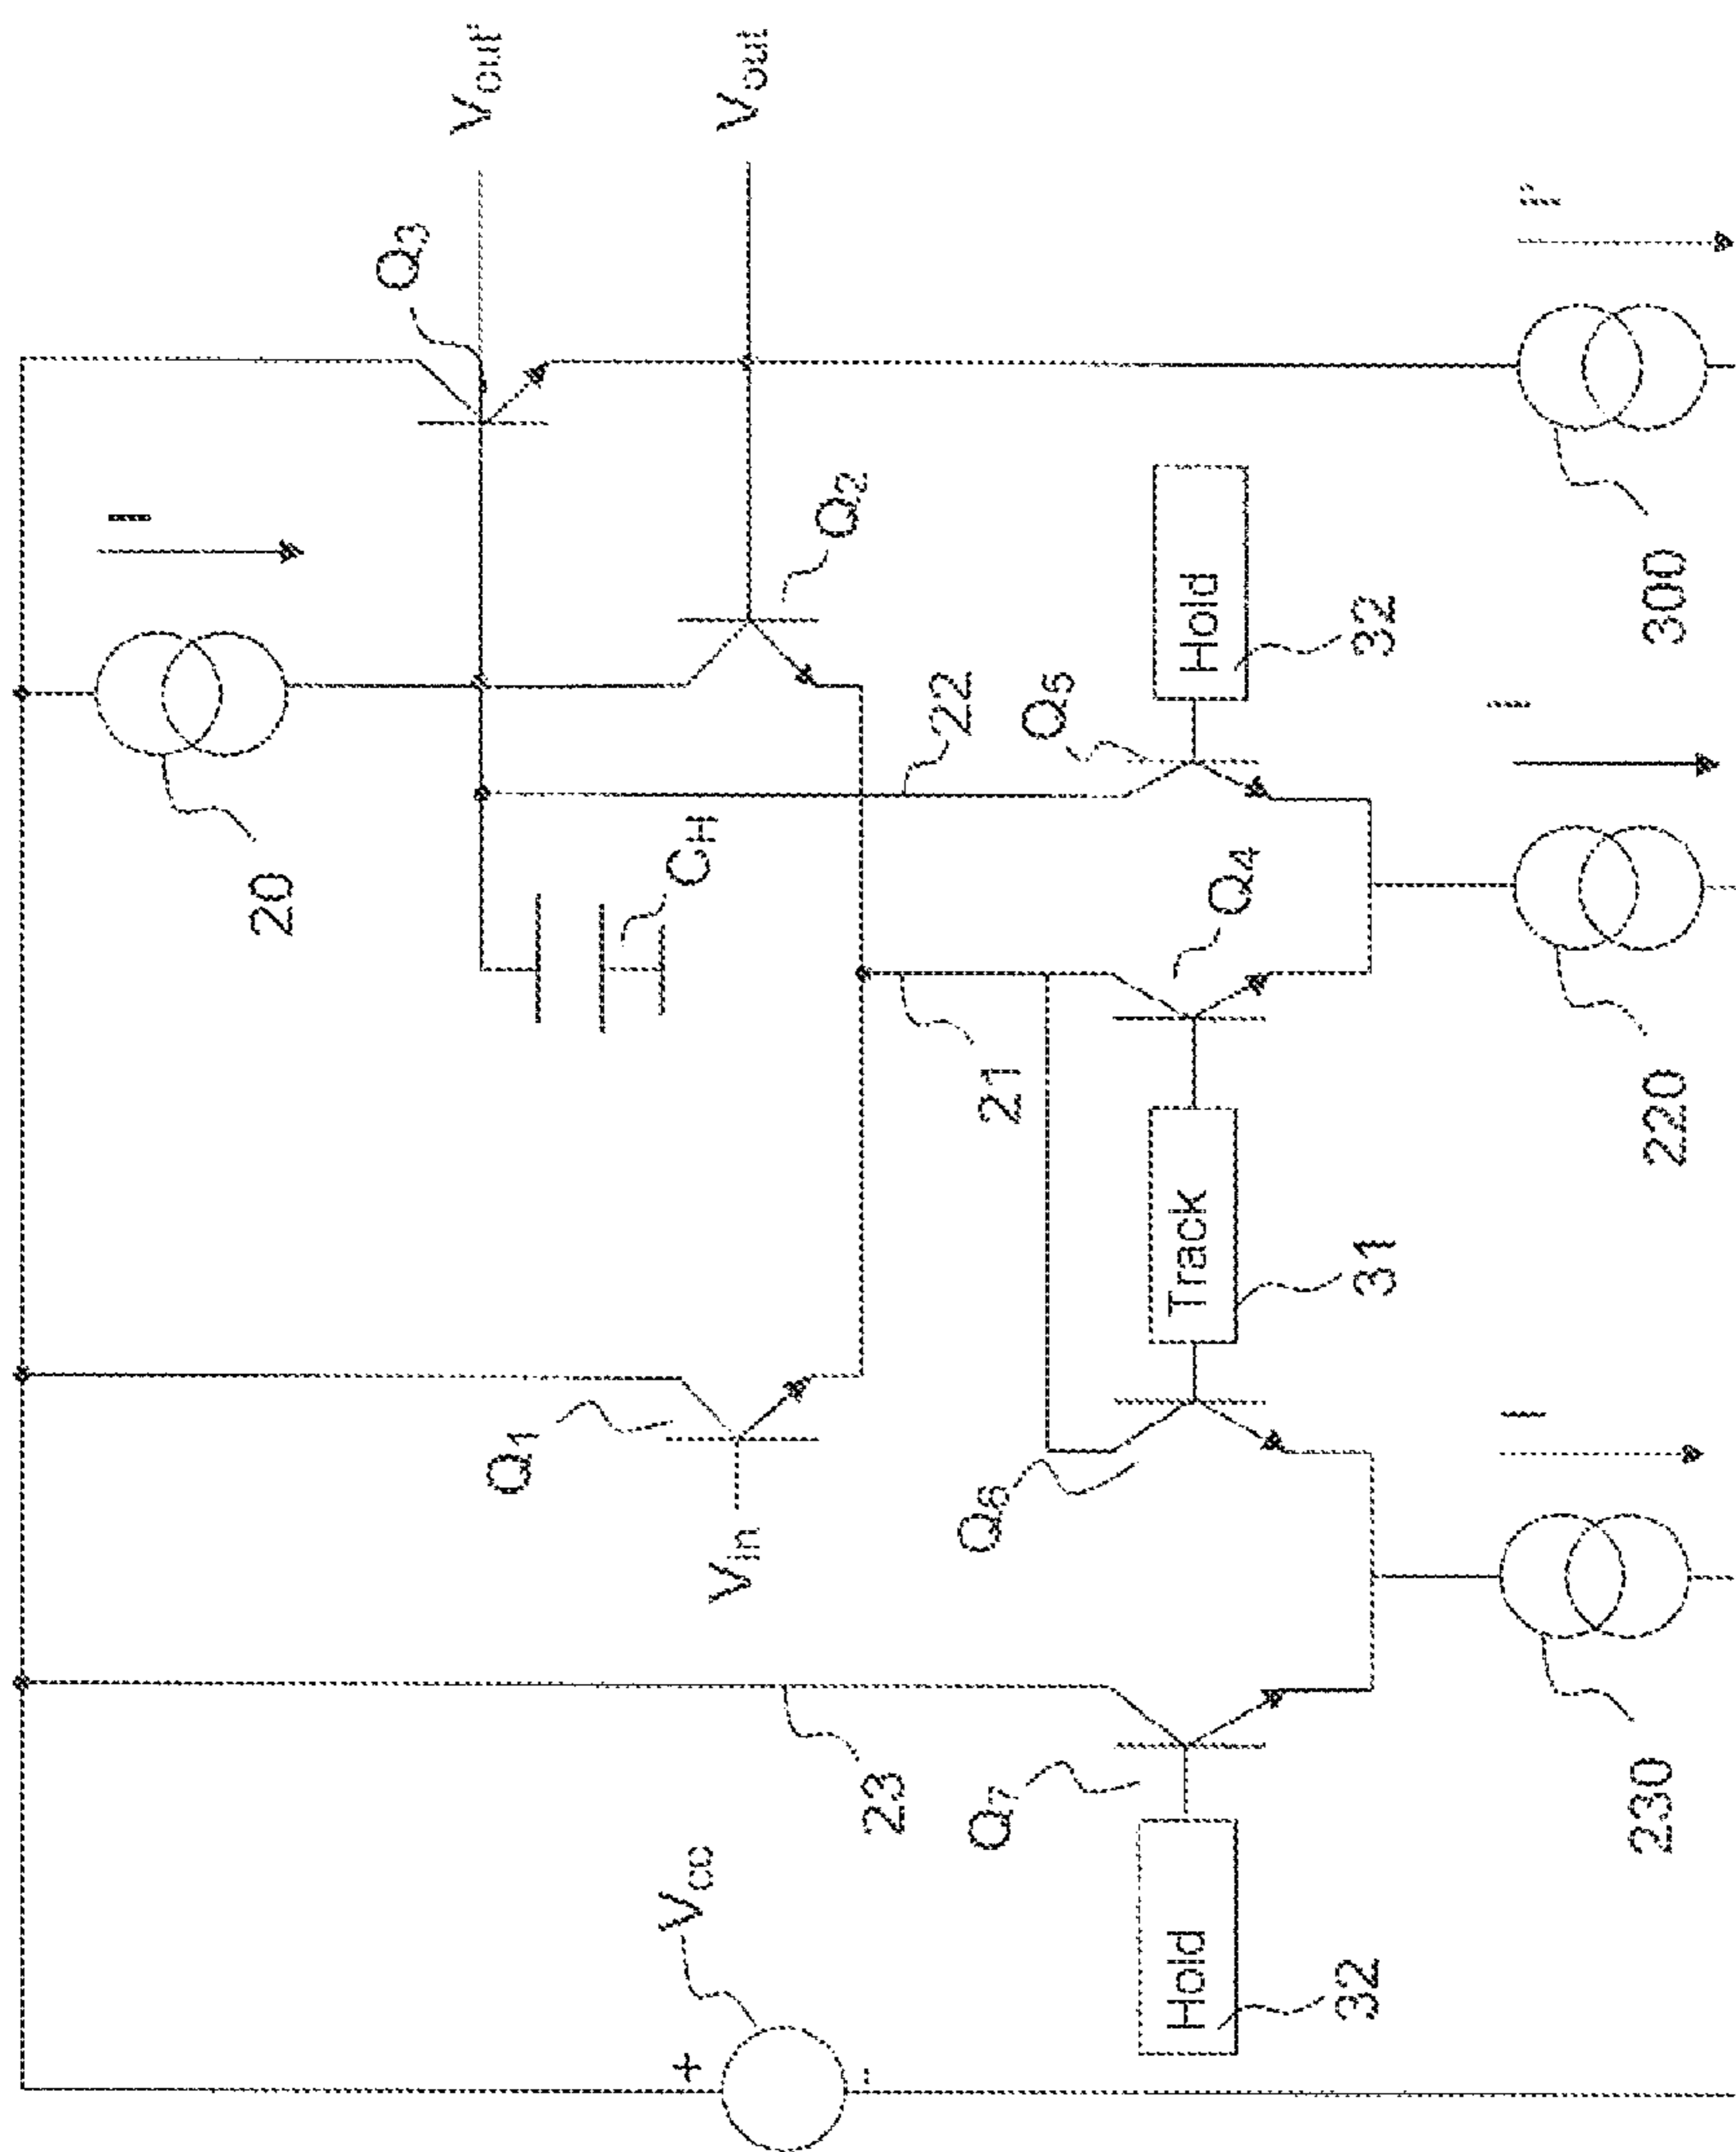 I
20
Q3
Vout'
Q1
VCC
+
-
CH
Vin
Vout
Q2
23
22
Q7
Q6
21
Q5
Hold
Track
Hold
Q4
32
31
32
I
I
I'
230
220
300